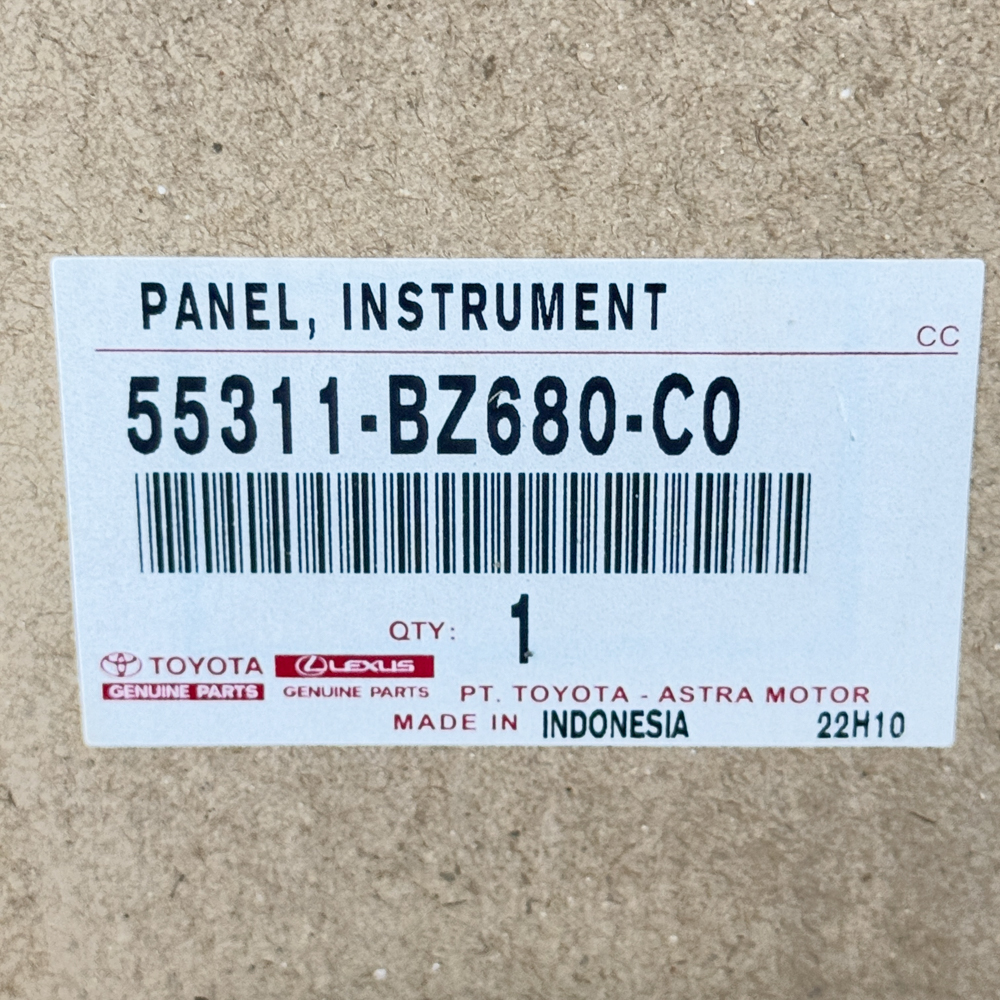 PANEL, INSTRUMENT
CC
55311-BZ680-C0
QTY: 1
TOYOTA LEXUS
GENUINE PARTS GENUINE PARTS PT. TOYOTA - ASTRA MOTOR
MADE IN INDONESIA 22H10